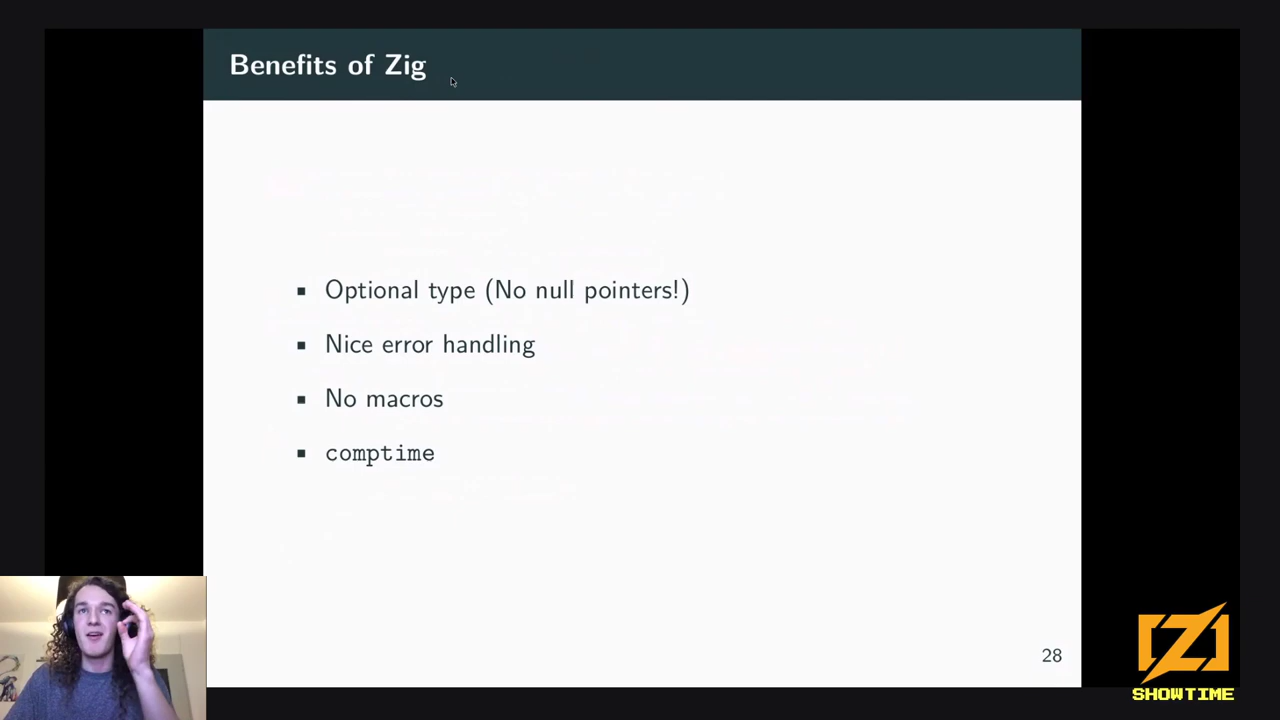 Benefits of Zig
Optional type (No null pointers!)
Nice error handling
No macros
comptime
28
Z
SHOWTIME